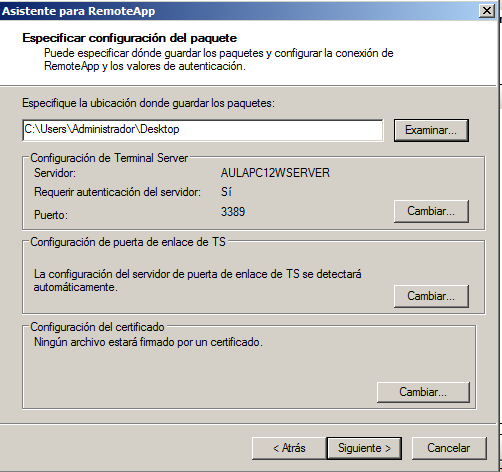 Asistente para RemoteApp
Especificar configuración del paquete
Puede especificar dónde guardar los paquetes y configurar la conexión de
RemoteApp y los valores de autenticación.
Especifique la ubicación donde guardar los paquetes:
C:\Users\Administrador\Desktop
Examinar...
Configuración de Terminal Server
Servidor: AULAPC12WSERVER
Requerir autenticación del servidor: Sí
Puerto: 3389
Cambiar...
Configuración de puerta de enlace de TS
La configuración del servidor de puerta de enlace de TS se detectará
automáticamente.
Cambiar...
Configuración del certificado
Ningún archivo estará firmado por un certificado.
Cambiar...
< Atrás
Siguiente >
Cancelar